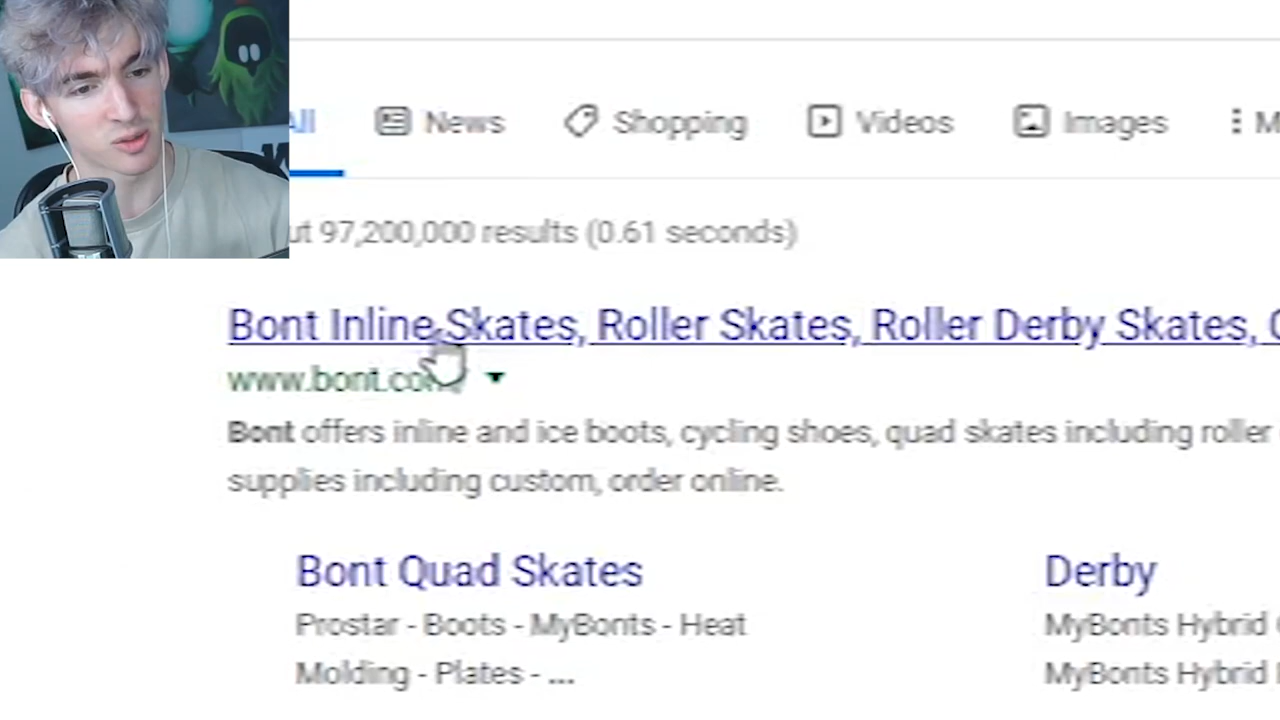 All News Shopping Videos Images
97,200,000 results (0.61 seconds)
Bont Inline Skates, Roller Skates, Roller Derby Skates,
www.bont.com
Bont offers inline and ice boots, cycling shoes, quad skates including roller
supplies including custom, order online.
Bont Quad Skates
Derby
Prostar - Boots - MyBonts - Heat
Molding - Plates - ...
MyBonts Hybrid
MyBonts Hybrid